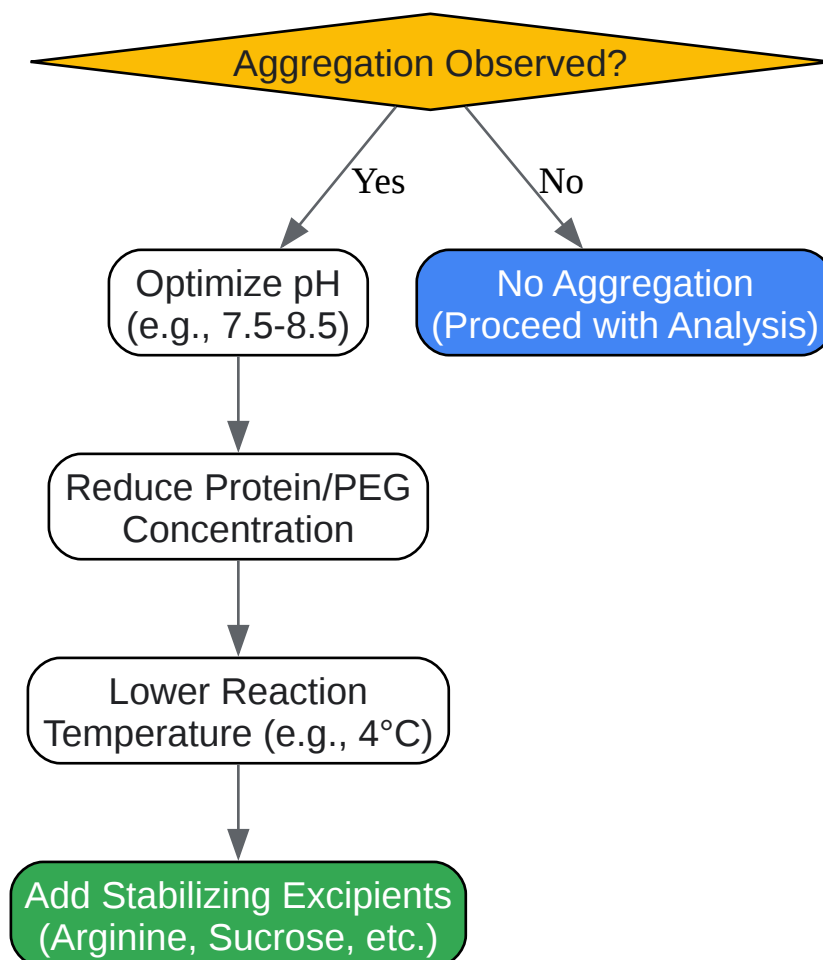 Aggregation Observed?
Yes
No
Optimize pH
(e.g., 7.5-8.5)
No Aggregation
(Proceed with Analysis)
Reduce Protein/PEG
Concentration
Lower Reaction
Temperature (e.g., 4°C)
Add Stabilizing Excipients
(Arginine, Sucrose, etc.)